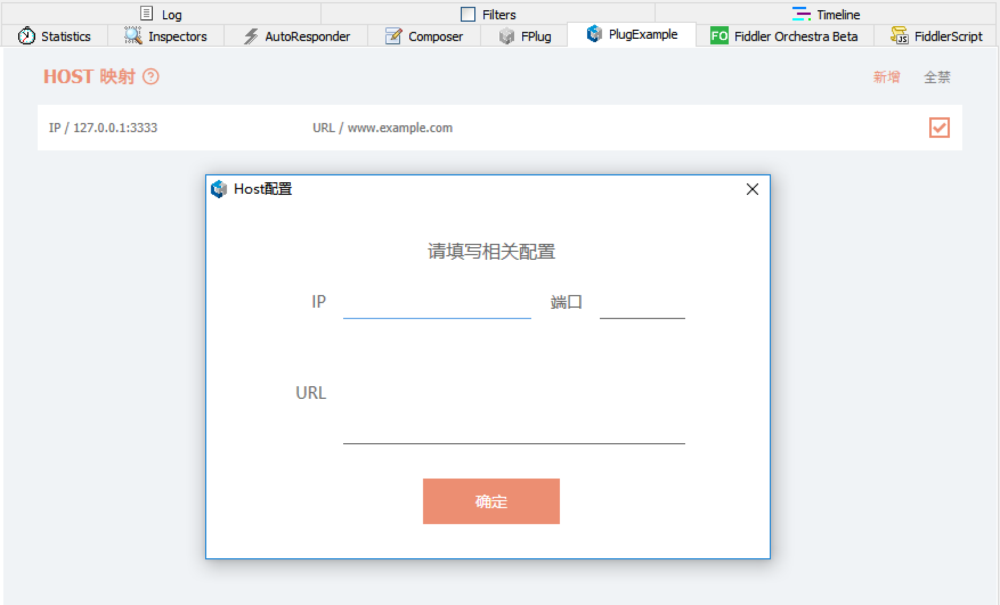 Log
Filters
Timeline
Statistics
Inspectors
AutoResponder
Composer
FPlug
PlugExample
FO Fiddler Orchestra Beta
JS FiddlerScript
HOST 映射 ?
新增
全禁
IP / 127.0.0.1:3333
URL / www.example.com
Host配置
请填写相关配置
IP
端口
URL
确定